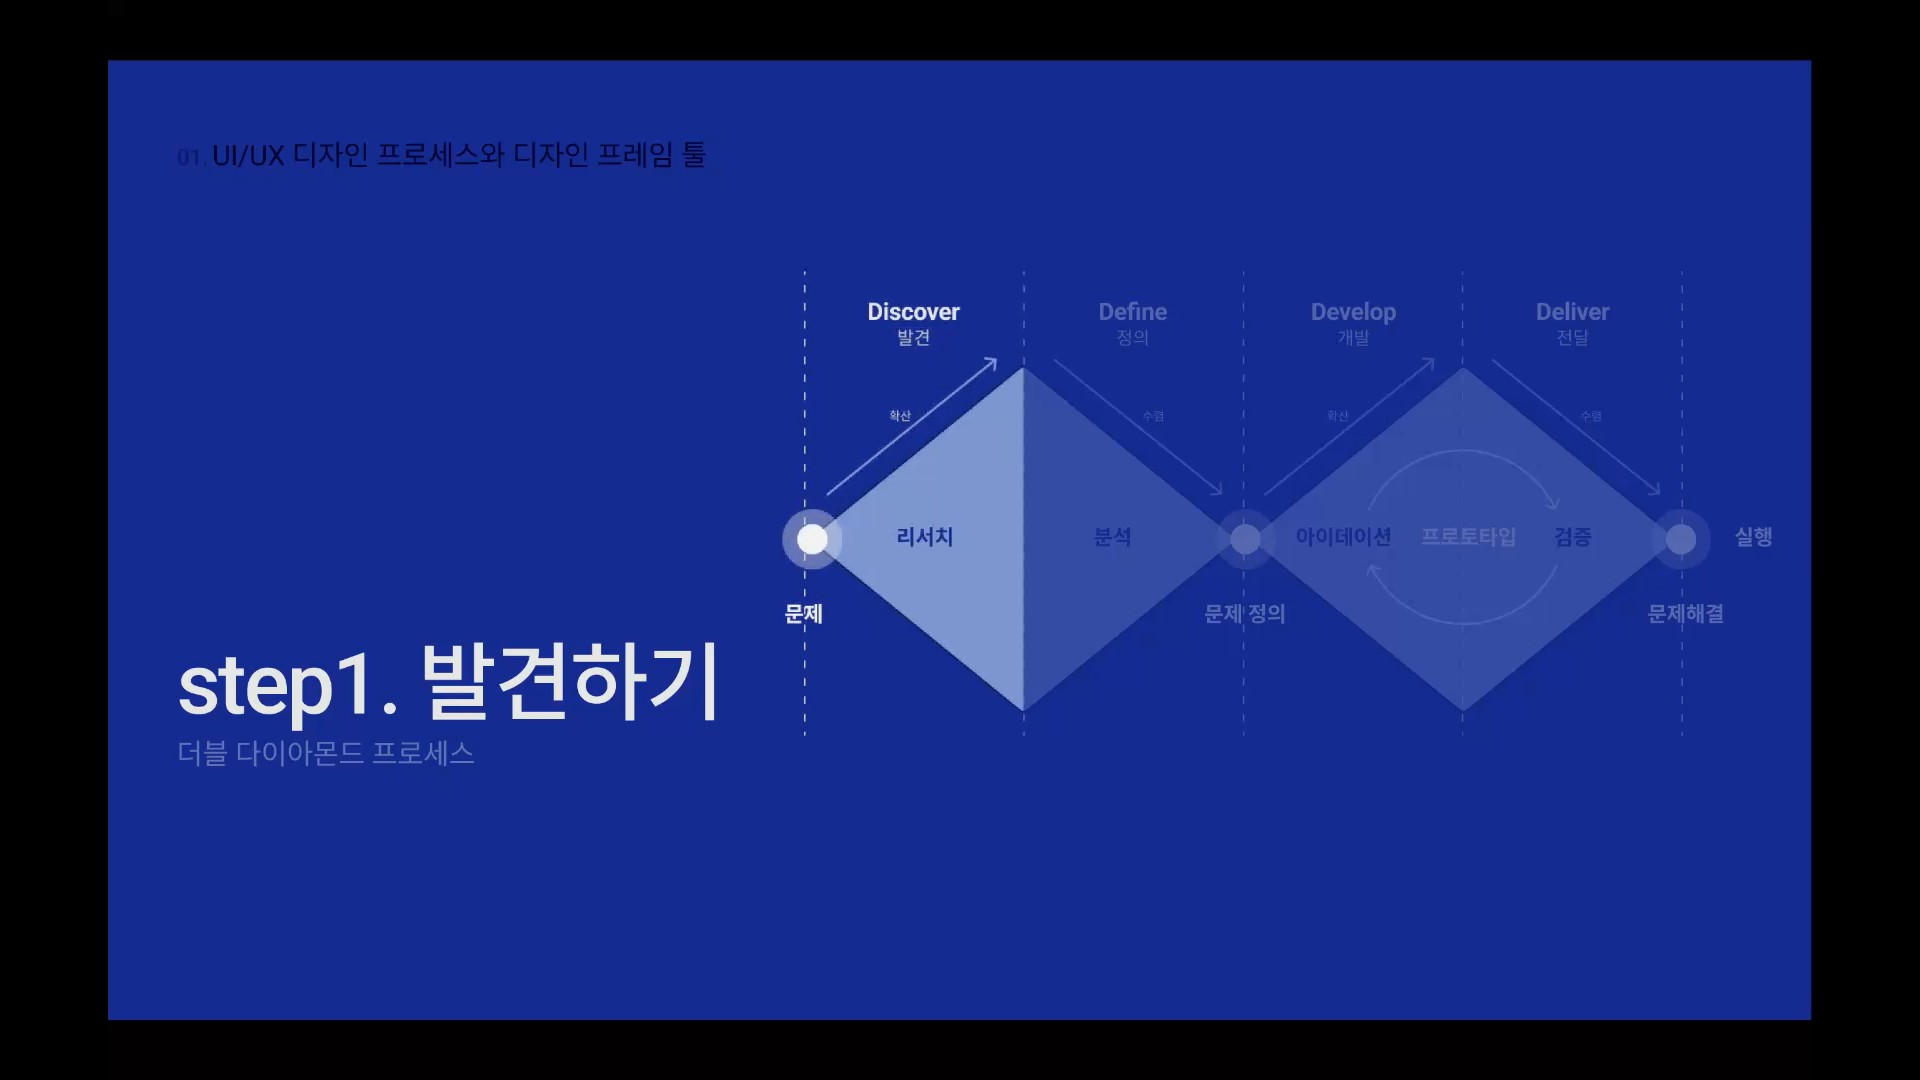 01. UI/UX 디자인 프로세스와 디자인 프레임 툴
Discover
발견
Define
정의
Develop
개발
Deliver
전달
확산
수렴
확산
수렴
리서치
분석
아이데이션
프로토타입
검증
실행
문제
문제 정의
문제해결
step1. 발견하기
더블 다이아몬드 프로세스